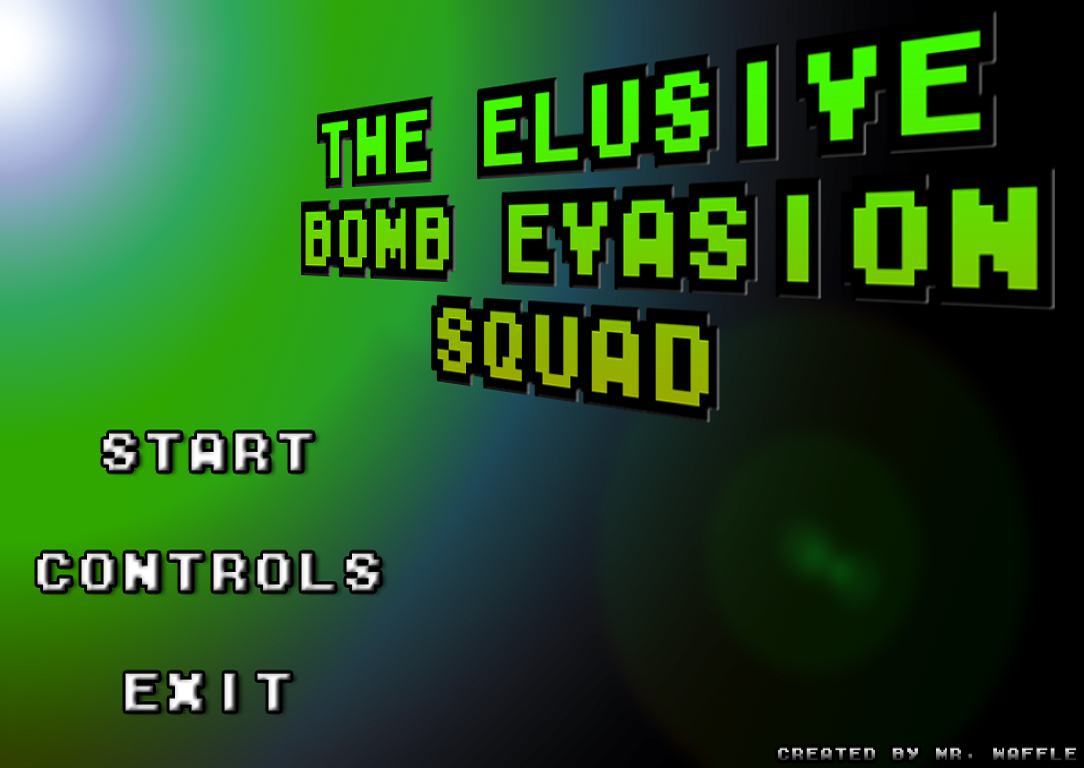 THE ELUSIVE
BOMB EVASION
SQUAD
START
CONTROLS
EXIT
CREATED BY MR. WAFFLE